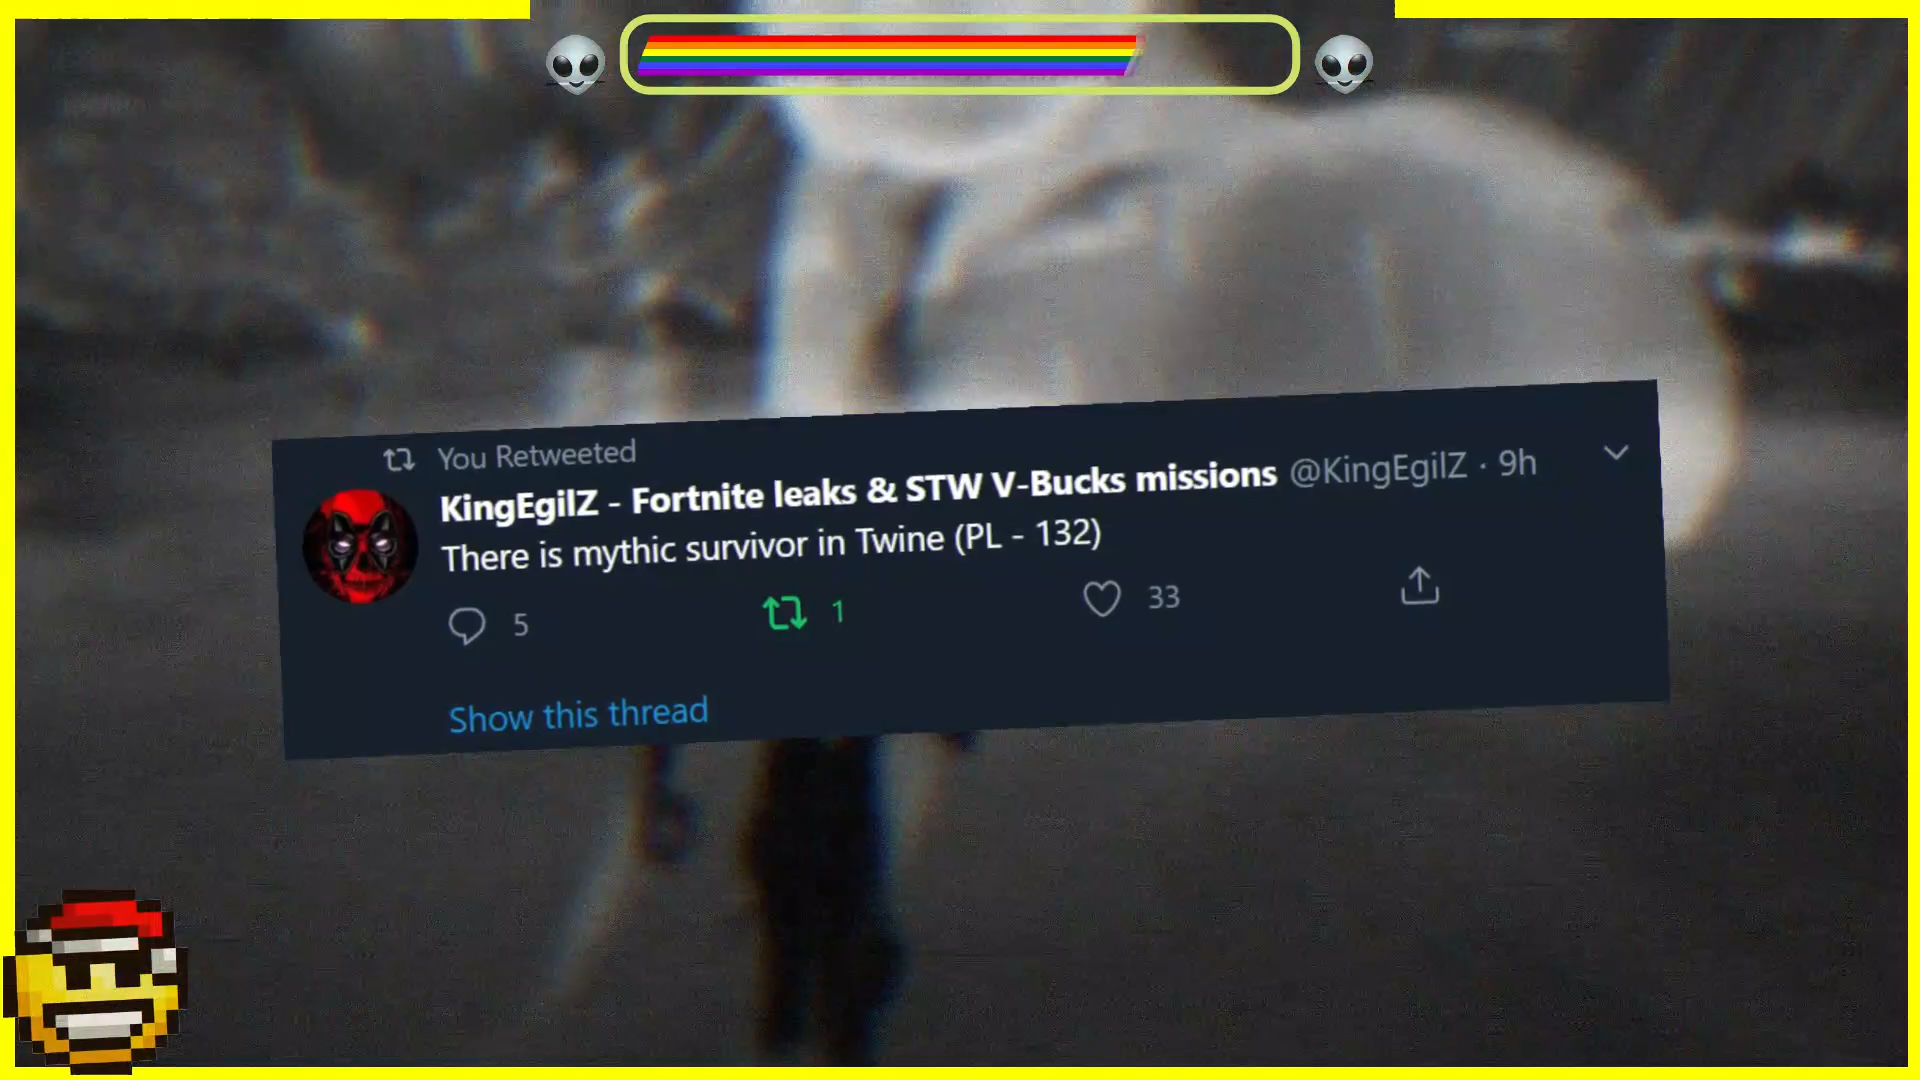 You Retweeted
KingEgilZ - Fortnite leaks & STW V-Bucks missions @KingEgilZ · 9h
There is mythic survivor in Twine (PL - 132)
5 1 33
Show this thread